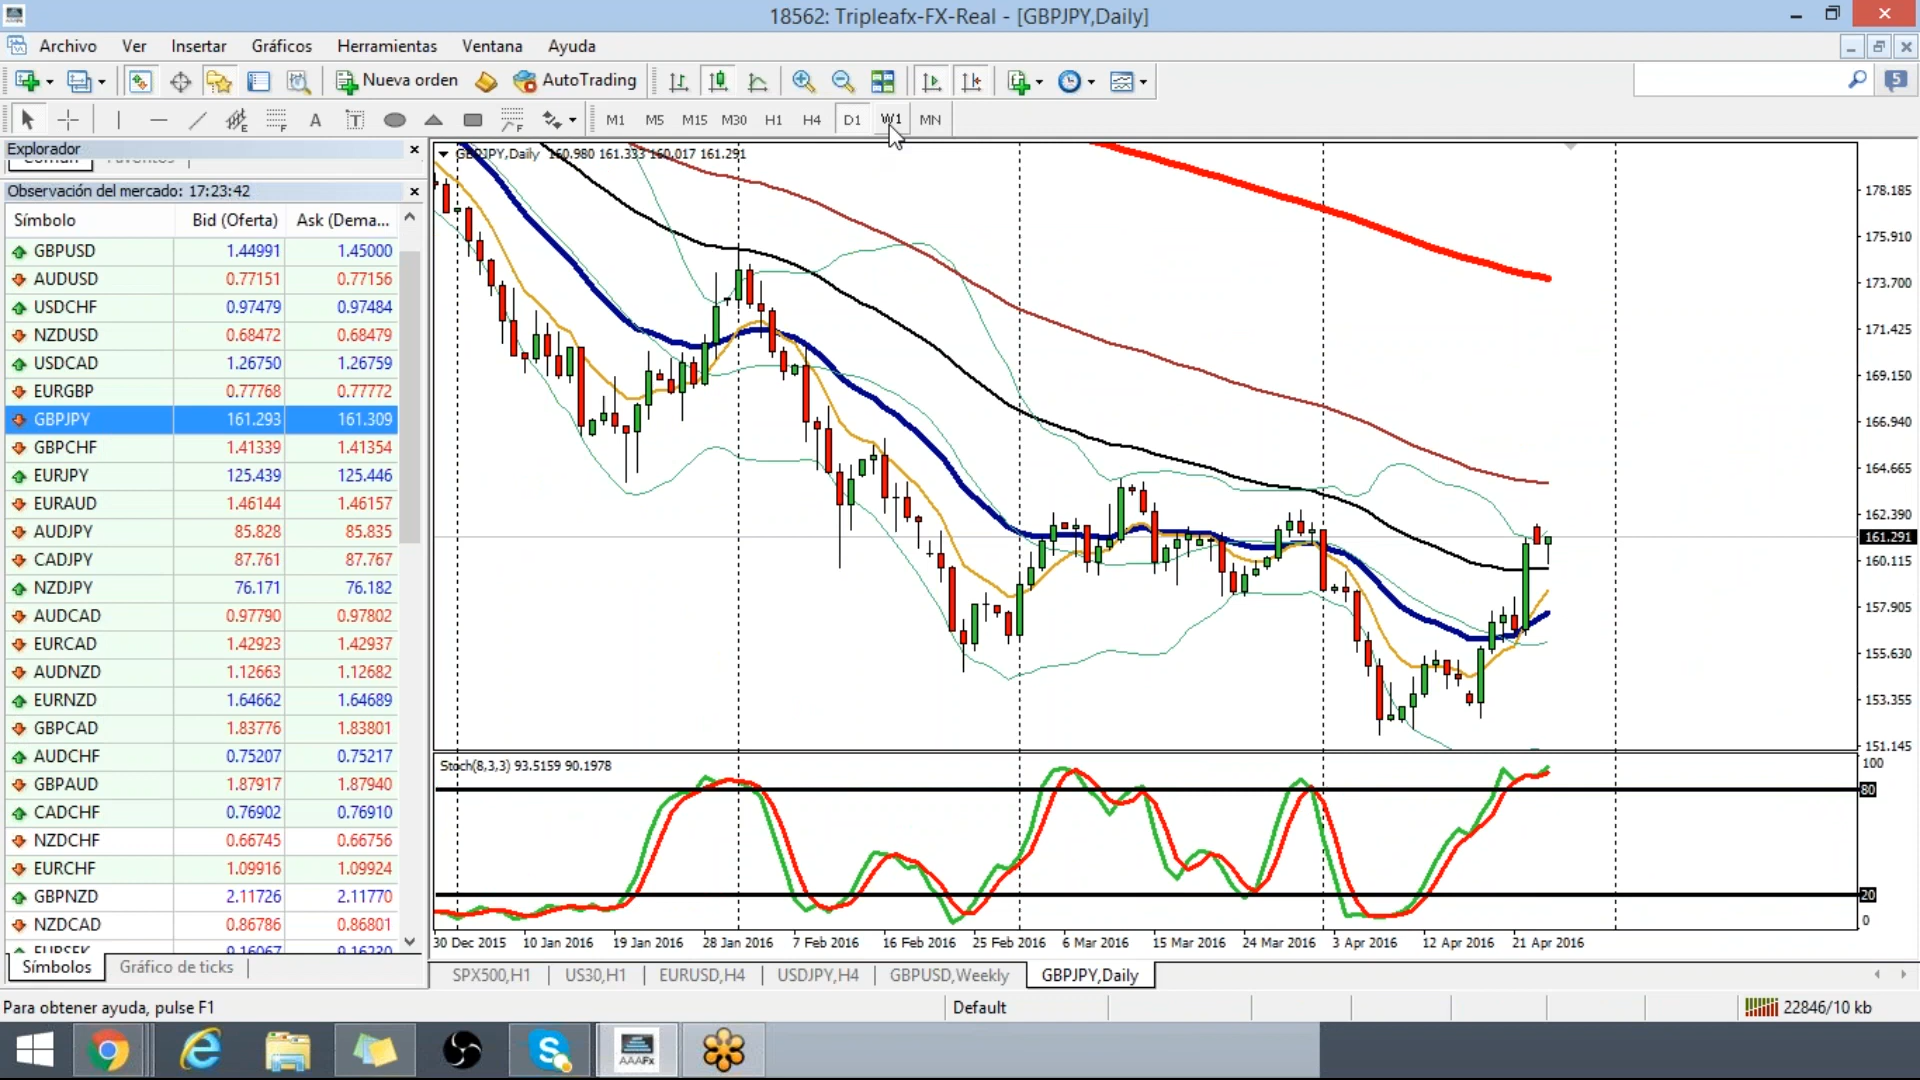 18562: Tripleafx-FX-Real - [GBPJPY,Daily]
Archivo Ver Insertar Gráficos Herramientas Ventana Ayuda
Nueva orden AutoTrading 5
A T M1 M5 M15 M30 H1 H4 D1 W1 MN
Explorador
Observación del mercado: 17:23:42
Símbolo Bid (Oferta) Ask (Dema...
GBPUSD 1.44991 1.45000
AUDUSD 0.77151 0.77156
USDCHF 0.97479 0.97484
NZDUSD 0.68472 0.68479
USDCAD 1.26750 1.26759
EURGBP 0.77768 0.77772
GBPJPY 161.293 161.309
GBPCHF 1.41339 1.41354
EURJPY 125.439 125.446
EURAUD 1.46144 1.46157
AUDJPY 85.828 85.835
CADJPY 87.761 87.767
NZDJPY 76.171 76.182
AUDCAD 0.97790 0.97802
EURCAD 1.42923 1.42937
AUDNZD 1.12663 1.12682
EURNZD 1.64662 1.64689
GBPCAD 1.83776 1.83801
AUDCHF 0.75207 0.75217
GBPAUD 1.87917 1.87940
CADCHF 0.76902 0.76910
NZDCHF 0.66745 0.66756
EURCHF 1.09916 1.09924
GBPNZD 2.11726 2.11770
NZDCAD 0.86786 0.86801
Símbolos Gráfico de ticks
GBPJPY,Daily 160.980 161.333 160.017 161.291
178.185
175.910
173.700
171.425
169.150
166.940
164.665
162.390
161.291
160.115
157.905
155.630
153.355
151.145
Stoch(8,3,3) 93.5159 90.1978
100
80
20
0
30 Dec 2015 10 Jan 2016 19 Jan 2016 28 Jan 2016 7 Feb 2016 16 Feb 2016 25 Feb 2016 6 Mar 2016 15 Mar 2016 24 Mar 2016 3 Apr 2016 12 Apr 2016 21 Apr 2016
SPX500,H1 US30,H1 EURUSD,H4 USDJPY,H4 GBPUSD,Weekly GBPJPY,Daily
Para obtener ayuda, pulse F1 Default 22846/10 kb
AAAFx